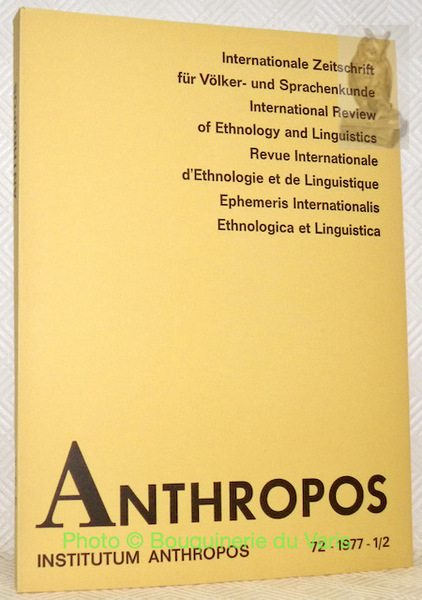 Internationale Zeitschrift
für Völker- und Sprachenkunde
International Review
of Ethnology and Linguistics
Revue Internationale
d'Ethnologie et de Linguistique
Ephemeris Internationalis
Ethnologica et Linguistica
ANTHROPOS
ANTHROPOS
Photo © Bouquinerie du Varis
INSTITUTUM ANTHROPOS 72 - 1977 - 1/2